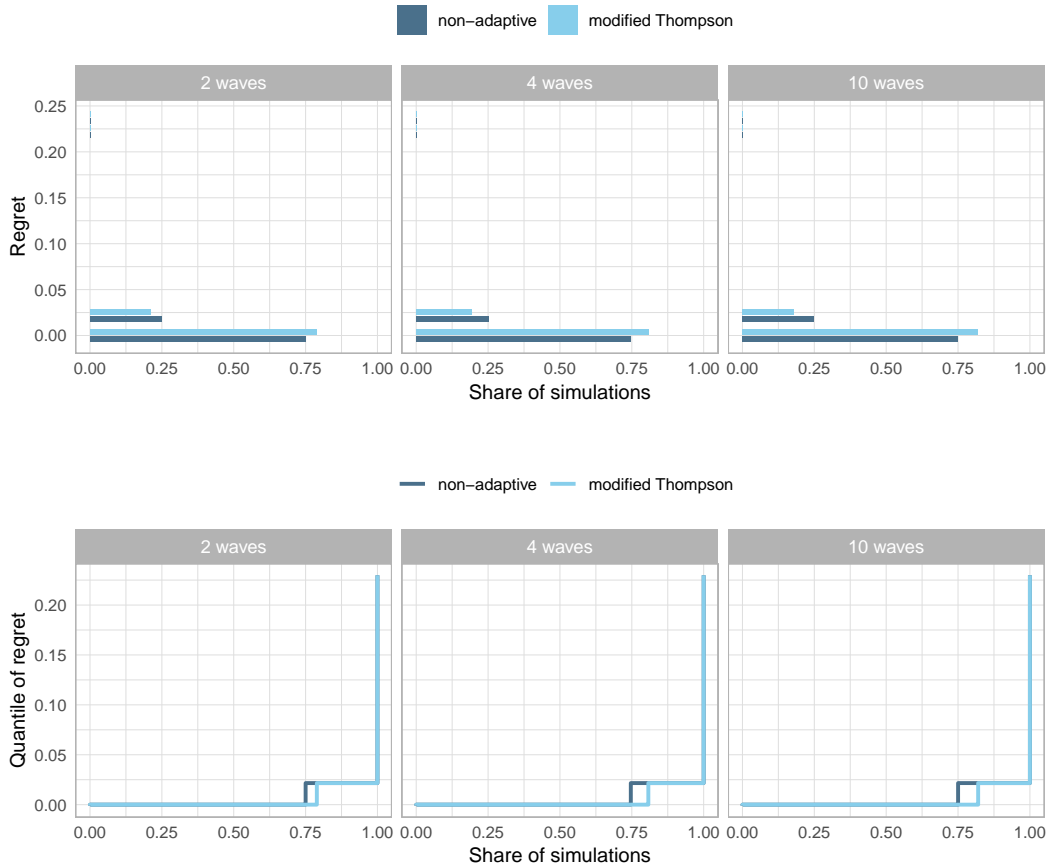 non−adaptive modified Thompson
2 waves 4 waves 10 waves
0.25
0.20
0.15
0.10
0.05
0.00
Regret
0.00 0.25 0.50 0.75 1.00 0.00 0.25 0.50 0.75 1.00 0.00 0.25 0.50 0.75 1.00
Share of simulations
non−adaptive modified Thompson
2 waves 4 waves 10 waves
0.20
0.15
0.10
0.05
0.00
Quantile of regret
0.00 0.25 0.50 0.75 1.00 0.00 0.25 0.50 0.75 1.00 0.00 0.25 0.50 0.75 1.00
Share of simulations